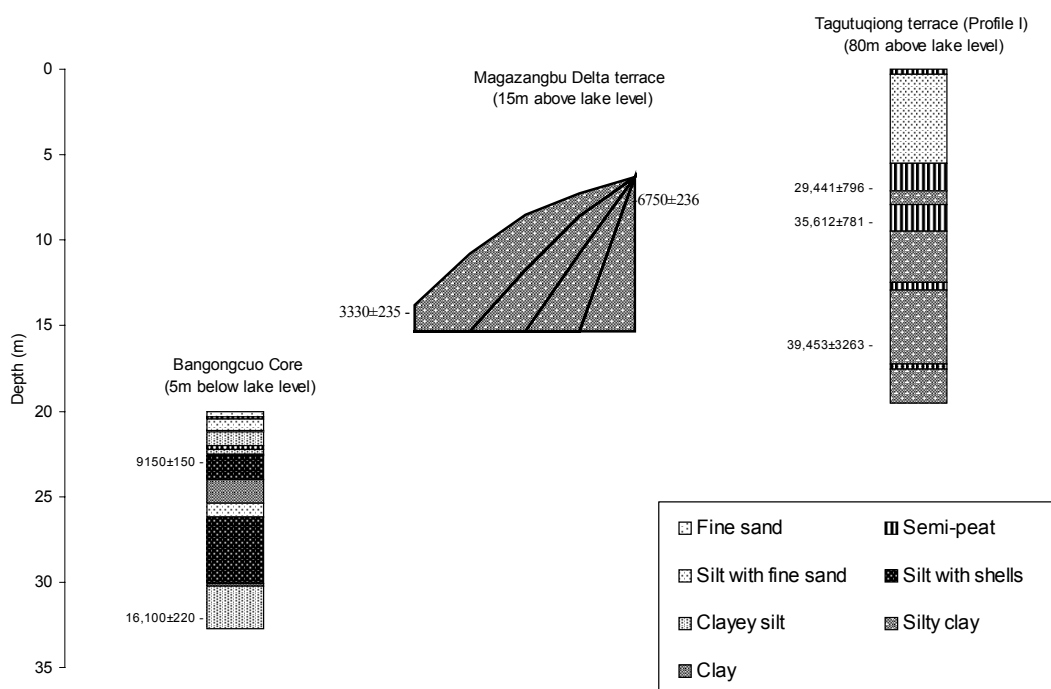 Tagutuqiong terrace (Profile I)
(80m above lake level)
Magazangbu Delta terrace
(15m above lake level)
Bangongcuo Core
(5m below lake level)
Depth (m)
0
5
10
15
20
25
30
35
29,441±796 -
35,612±781 -
39,453±3263
-6750±236
3330±235 -
9150±150 -
16,100±220 -
Fine sand
Semi-peat
Silt with fine sand
Silt with shells
Clayey silt
Silty clay
Clay